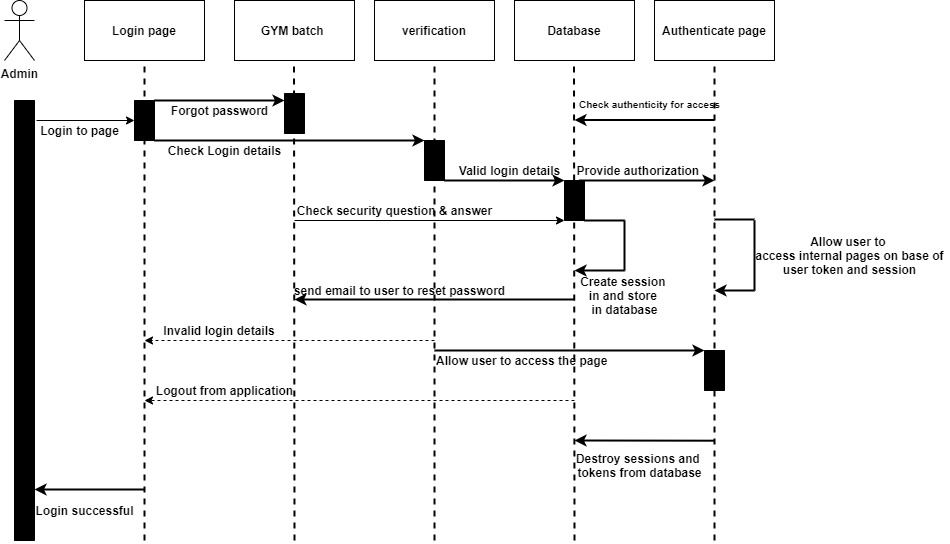 Login page
GYM batch
verification
Database
Authenticate page
Admin
Forgot password
Check authenticity for access
Login to page
Check Login details
Valid login details
Provide authorization
Check security question & answer
Allow user to
access internal pages on base of
user token and session
Create session
in and store
in database
send email to user to reset password
Invalid login details
Allow user to access the page
Logout from application
Destroy sessions and
tokens from database
Login successful